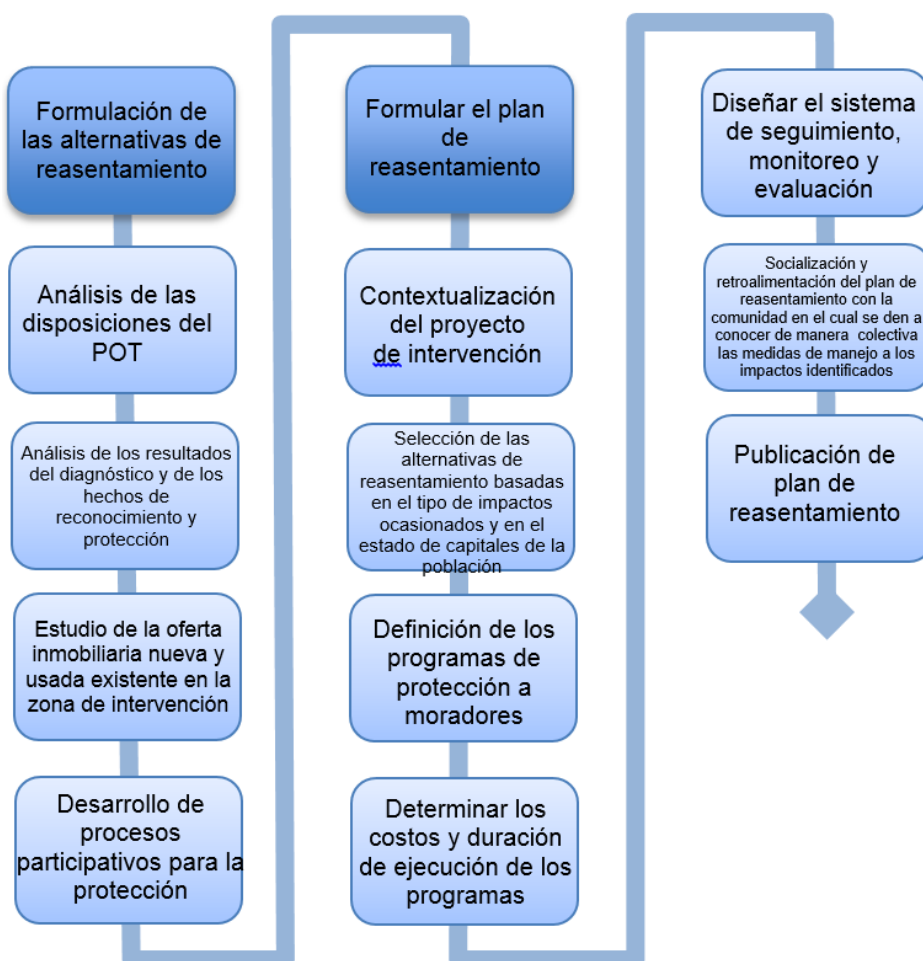 Formulación de
las alternativas de
reasentamiento
Análisis de las
disposiciones del
POT
Análisis de los resultados
del diagnóstico y de los
hechos de
reconocimiento y
protección
Estudio de la oferta
inmobiliaria nueva y
usada existente en la
zona de intervención
Desarrollo de
procesos
participativos para la
protección
Formular el plan
de
reasentamiento
Contextualización
del proyecto
de intervención
Selección de las
alternativas de
reasentamiento basadas
en el tipo de impactos
ocasionados y en el
estado de capitales de la
población
Definición de los
programas de
protección a
moradores
Determinar los
costos y duración
de ejecución de los
programas
Diseñar el sistema
de seguimiento,
monitoreo y
evaluación
Socialización y
retroalimentación del plan de
reasentamiento con la
comunidad en el cual se den a
conocer de manera colectiva
las medidas de manejo a los
impactos identificados
Publicación de
plan de
reasentamiento